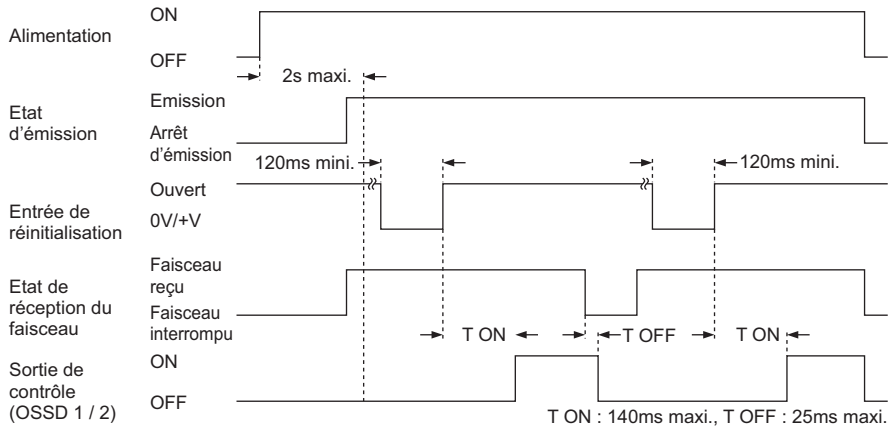 Alimentation
ON
OFF
2s maxi.
Etat
d'émission
Emission
Arrêt
d'émission
120ms mini.
120ms mini.
Entrée de
réinitialisation
Ouvert
0V/+V
Etat de
réception du
faisceau
Faisceau
reçu
Faisceau
interrompu
T ON
T OFF
T ON
Sortie de
contrôle
(OSSD 1 / 2)
ON
OFF
T ON : 140ms maxi., T OFF : 25ms maxi.